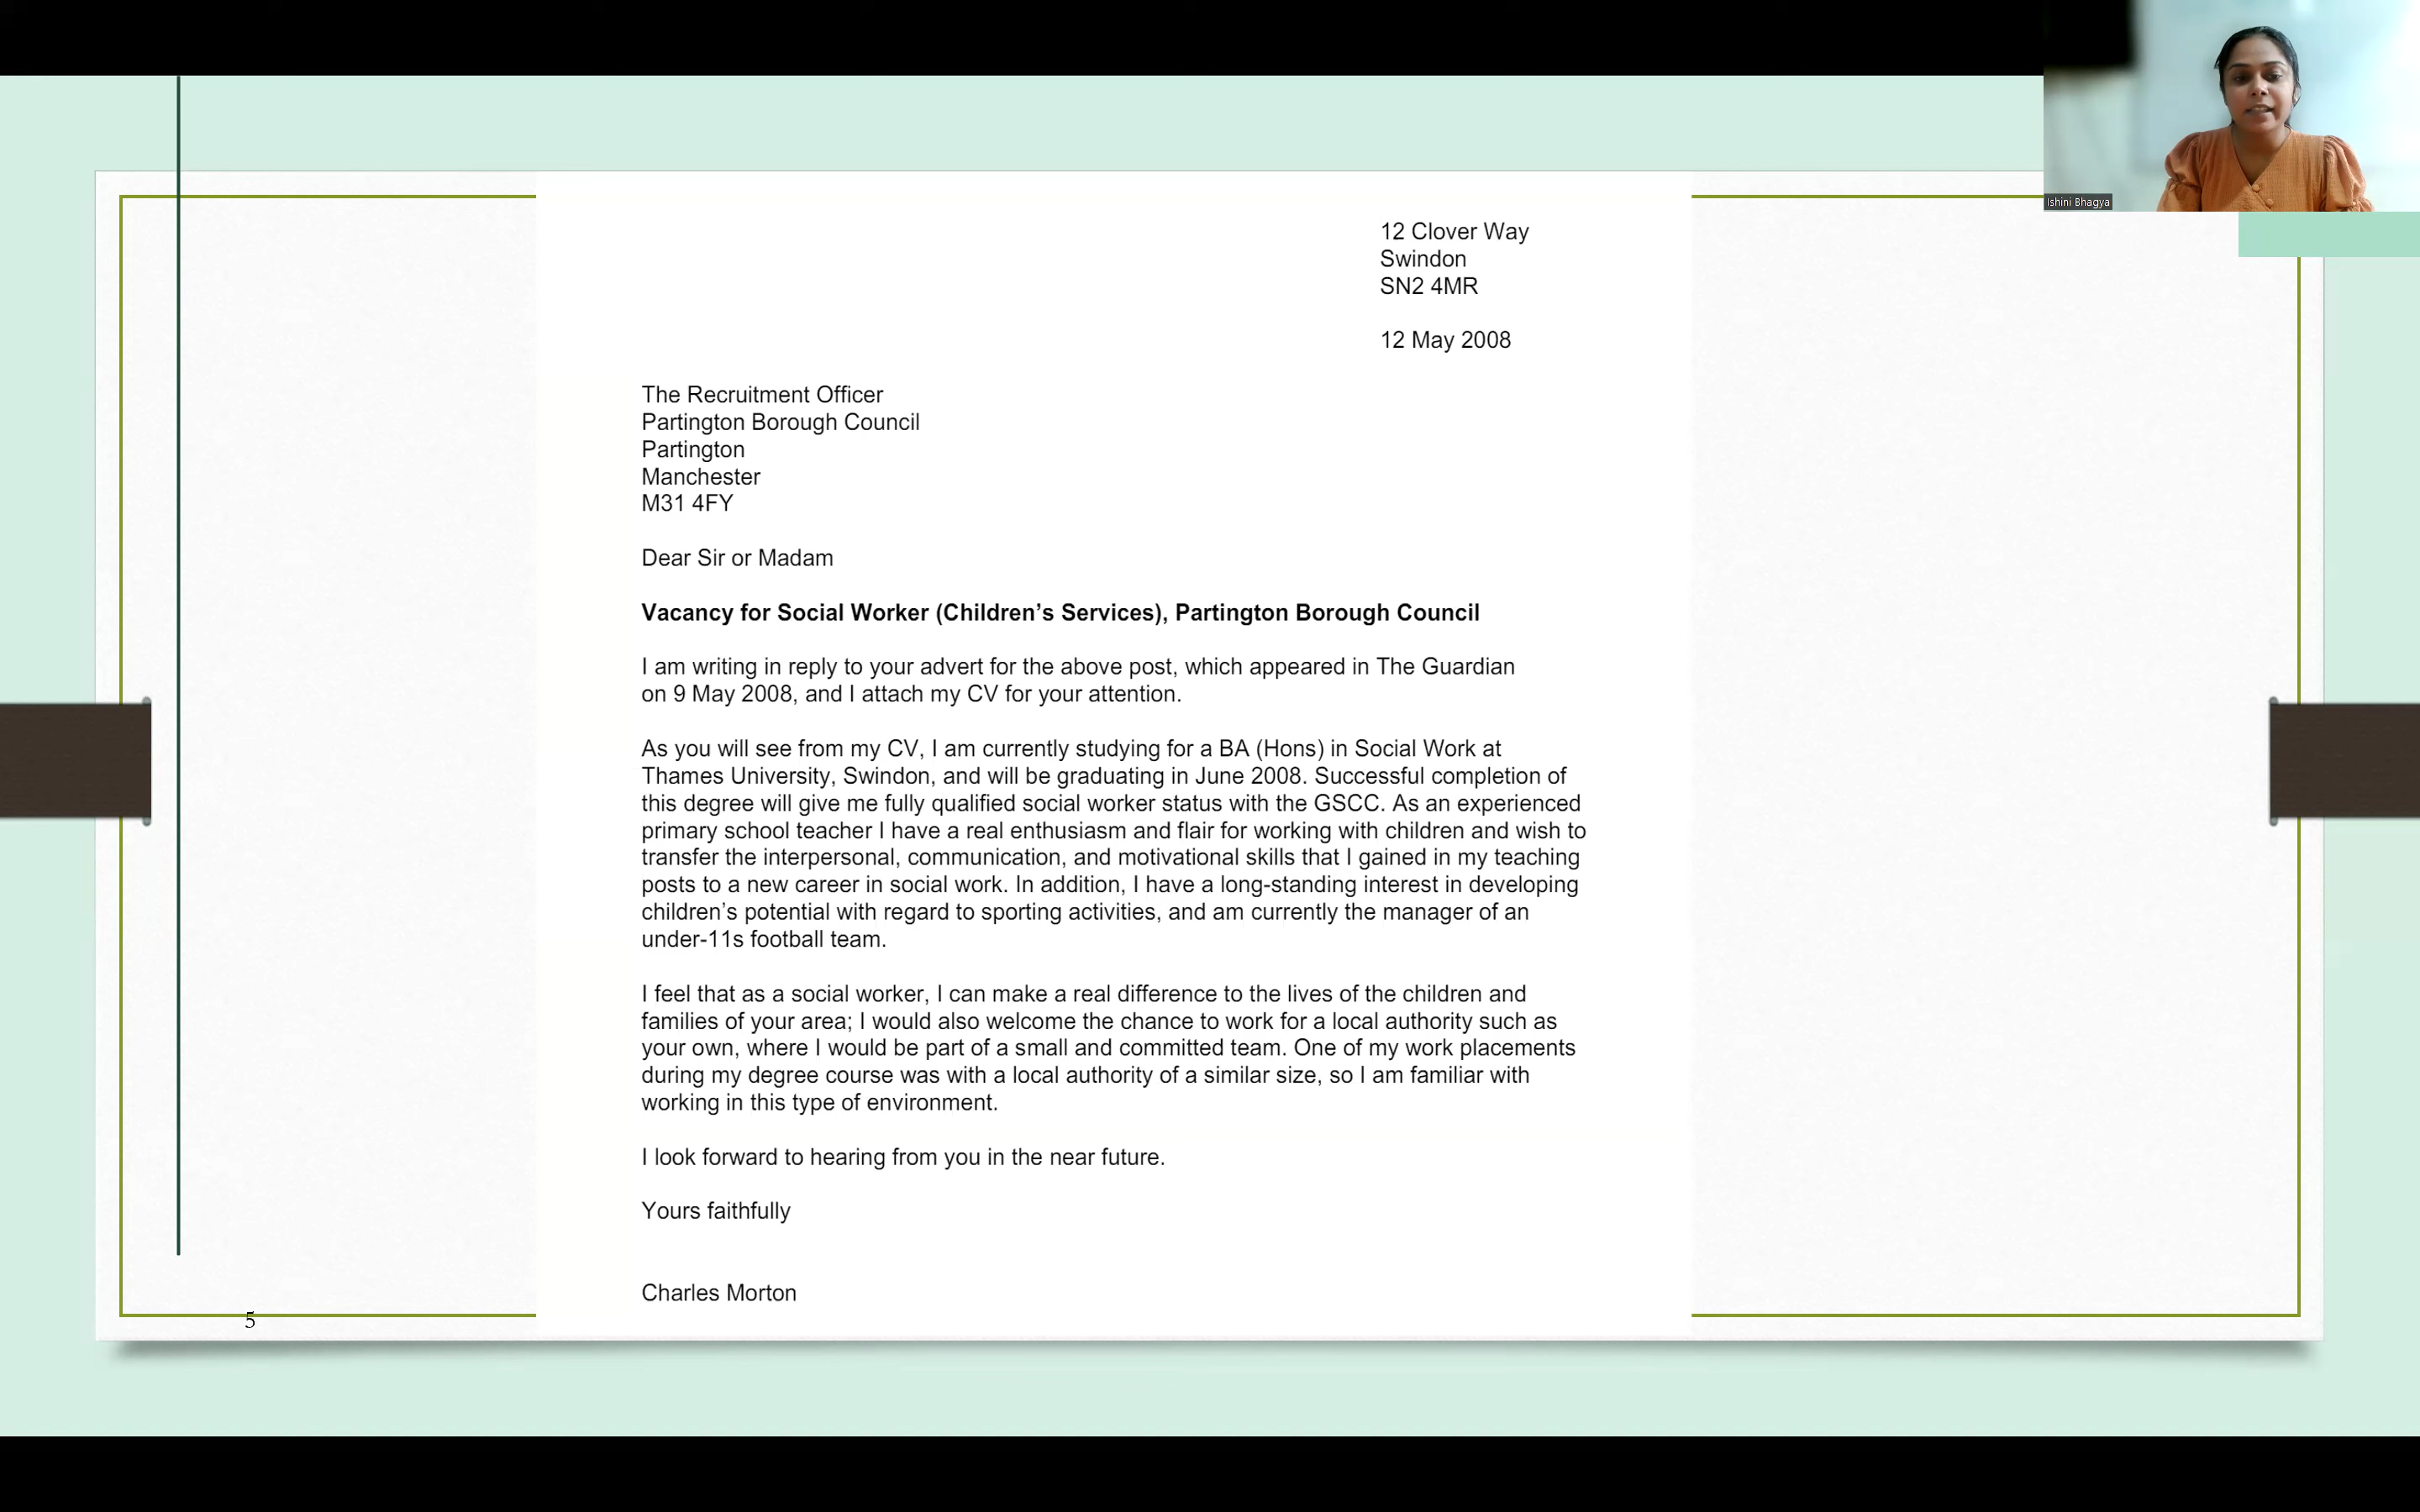 Ishini Bhagya
12 Clover Way
Swindon
SN2 4MR
12 May 2008
The Recruitment Officer
Partington Borough Council
Partington
Manchester
M31 4FY
Dear Sir or Madam
Vacancy for Social Worker (Children’s Services), Partington Borough Council
I am writing in reply to your advert for the above post, which appeared in The Guardian
on 9 May 2008, and I attach my CV for your attention.
As you will see from my CV, I am currently studying for a BA (Hons) in Social Work at
Thames University, Swindon, and will be graduating in June 2008. Successful completion of
this degree will give me fully qualified social worker status with the GSCC. As an experienced
primary school teacher I have a real enthusiasm and flair for working with children and wish to
transfer the interpersonal, communication, and motivational skills that I gained in my teaching
posts to a new career in social work. In addition, I have a long-standing interest in developing
children’s potential with regard to sporting activities, and am currently the manager of an
under-11s football team.
I feel that as a social worker, I can make a real difference to the lives of the children and
families of your area; I would also welcome the chance to work for a local authority such as
your own, where I would be part of a small and committed team. One of my work placements
during my degree course was with a local authority of a similar size, so I am familiar with
working in this type of environment.
I look forward to hearing from you in the near future.
Yours faithfully
Charles Morton
5